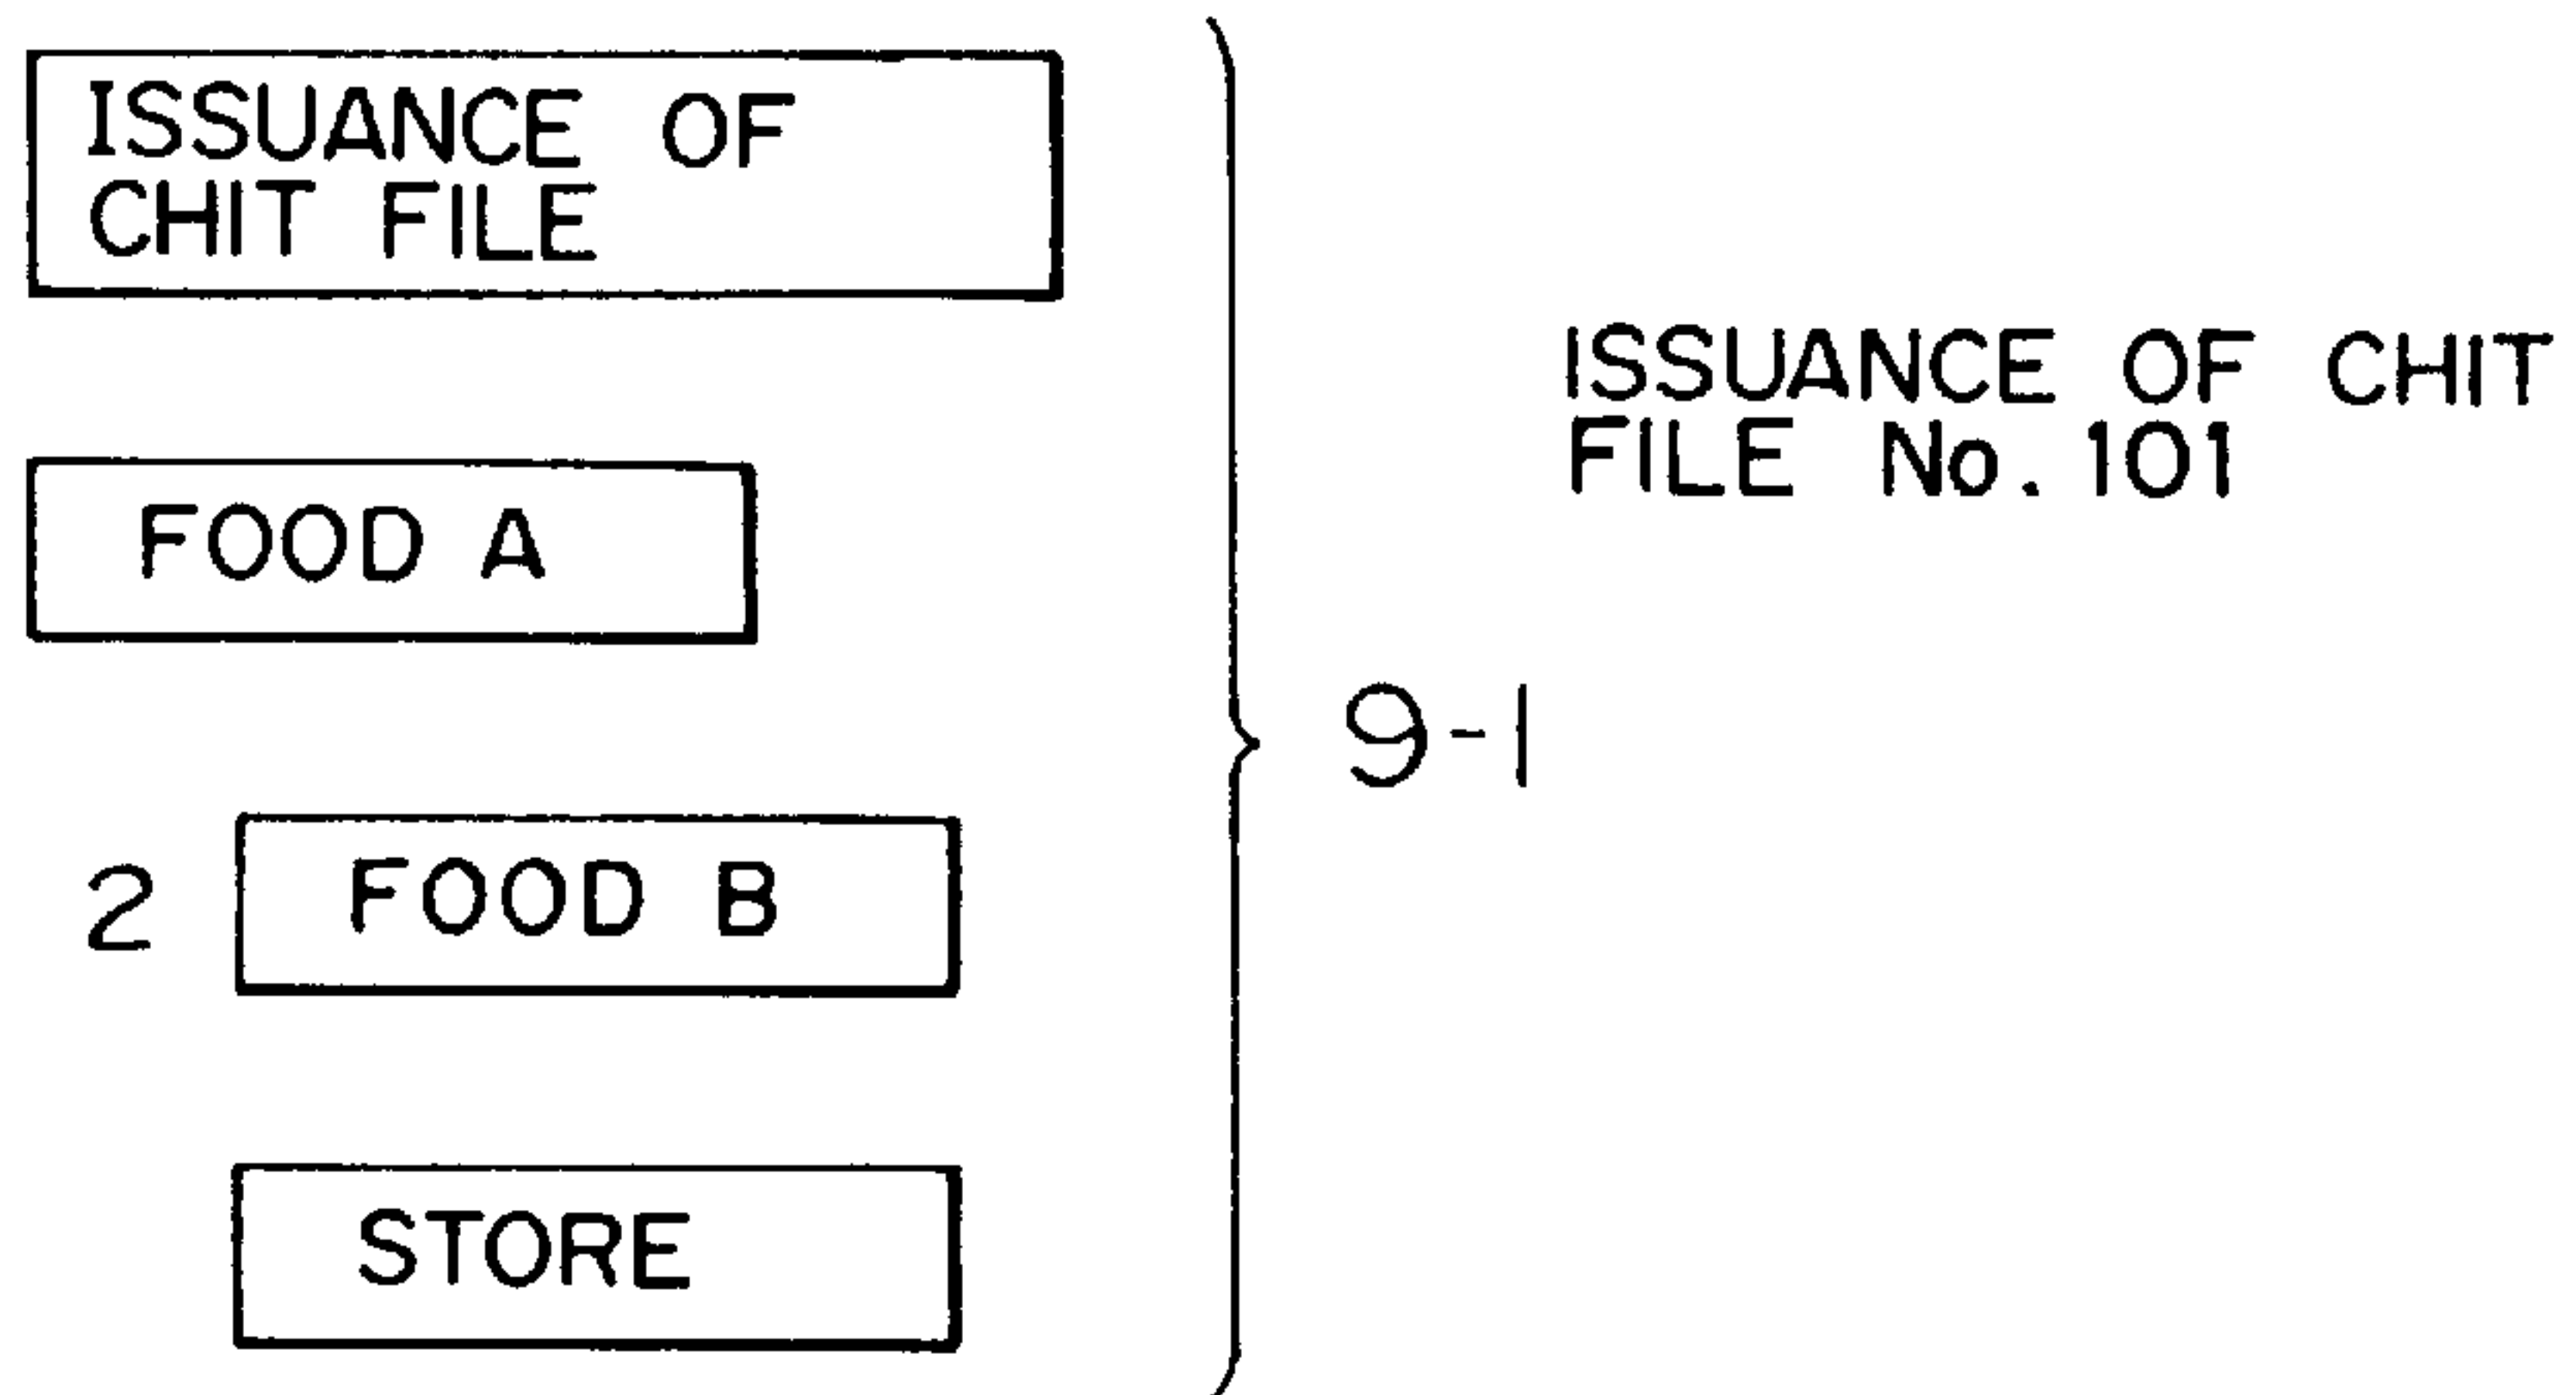 ISSUANCE OF
CHIT FILE
FOOD A
2 FOOD B
STORE
9-1
ISSUANCE OF CHIT
FILE No. 101